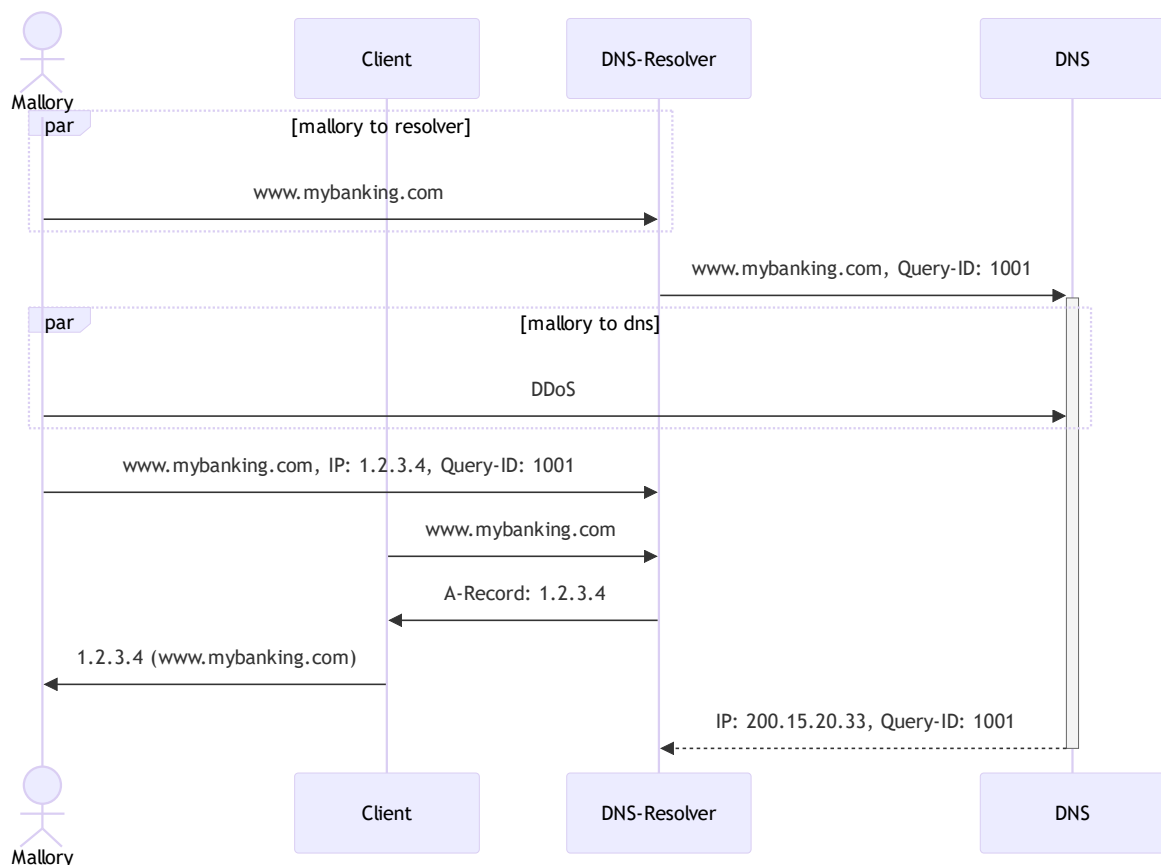 Client
DNS-Resolver
DNS
Mallory
par
[mallory to resolver]
www.mybanking.com
www.mybanking.com, Query-ID: 1001
par
[mallory to dns]
DDoS
www.mybanking.com, IP: 1.2.3.4, Query-ID: 1001
www.mybanking.com
A-Record: 1.2.3.4
1.2.3.4 (www.mybanking.com)
IP: 200.15.20.33, Query-ID: 1001
Client
DNS-Resolver
DNS
Mallory